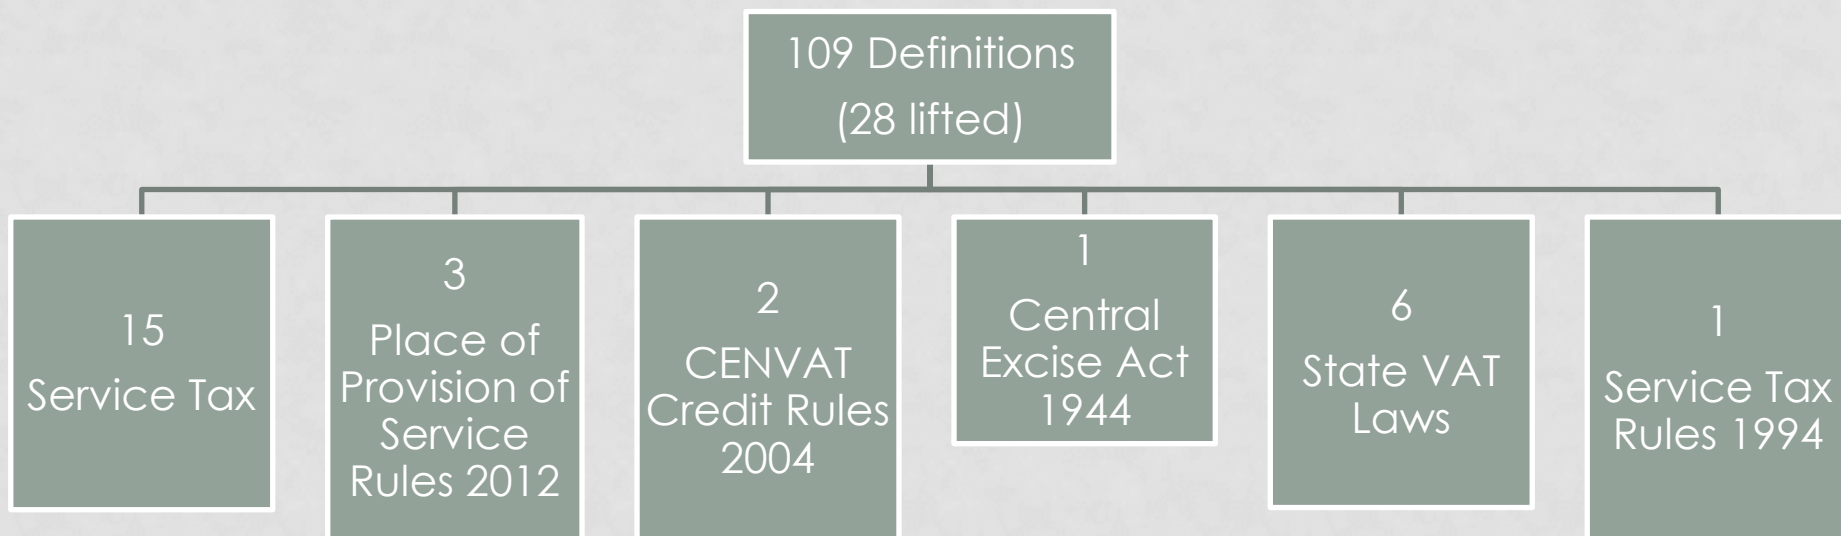 109 Definitions
(28 lifted)
15
Service Tax
3
Place of
Provision of
Service
Rules 2012
2
CENVAT
Credit Rules
2004
1
Central
Excise Act
1944
6
State VAT
Laws
1
Service Tax
Rules 1994